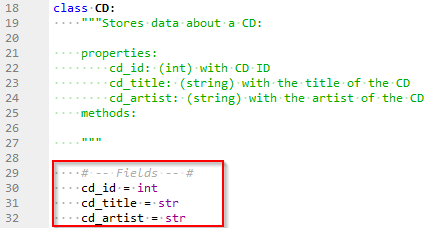 18 class CD:
19     """Stores data about a CD:
20
21     properties:
22         cd_id: (int) with CD ID
23         cd_title: (string) with the title of the CD
24         cd_artist: (string) with the artist of the CD
25     methods:
26
27     """
28
29     # -- Fields -- #
30     cd_id = int
31     cd_title = str
32     cd_artist = str